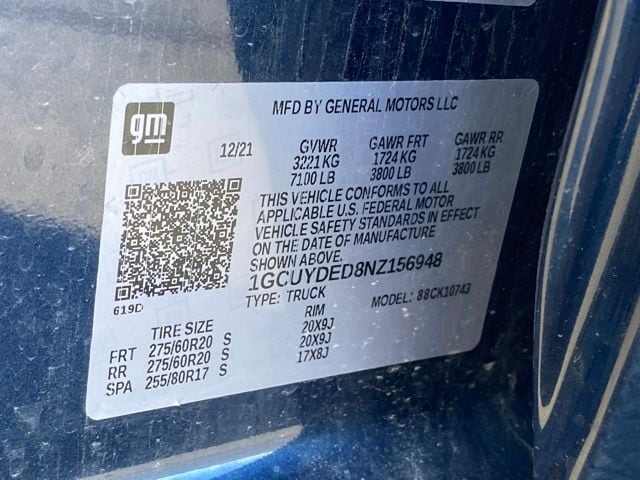 gm
MFD BY GENERAL MOTORS LLC
12/21 GVWR GAWR FRT GAWR RR
3221 KG 1724 KG 1724 KG
7100 LB 3800 LB 3800 LB
THIS VEHICLE CONFORMS TO ALL
APPLICABLE U.S. FEDERAL MOTOR
VEHICLE SAFETY STANDARDS IN EFFECT
ON THE DATE OF MANUFACTURE
SHOWN ABOVE.
1GCUYDED8NZ156948
619D TYPE: TRUCK MODEL: 88CK10743
TIRE SIZE RIM
FRT 275/60R20 S 20X9J
RR 275/60R20 S 20X9J
SPA 255/80R17 S 17X8J